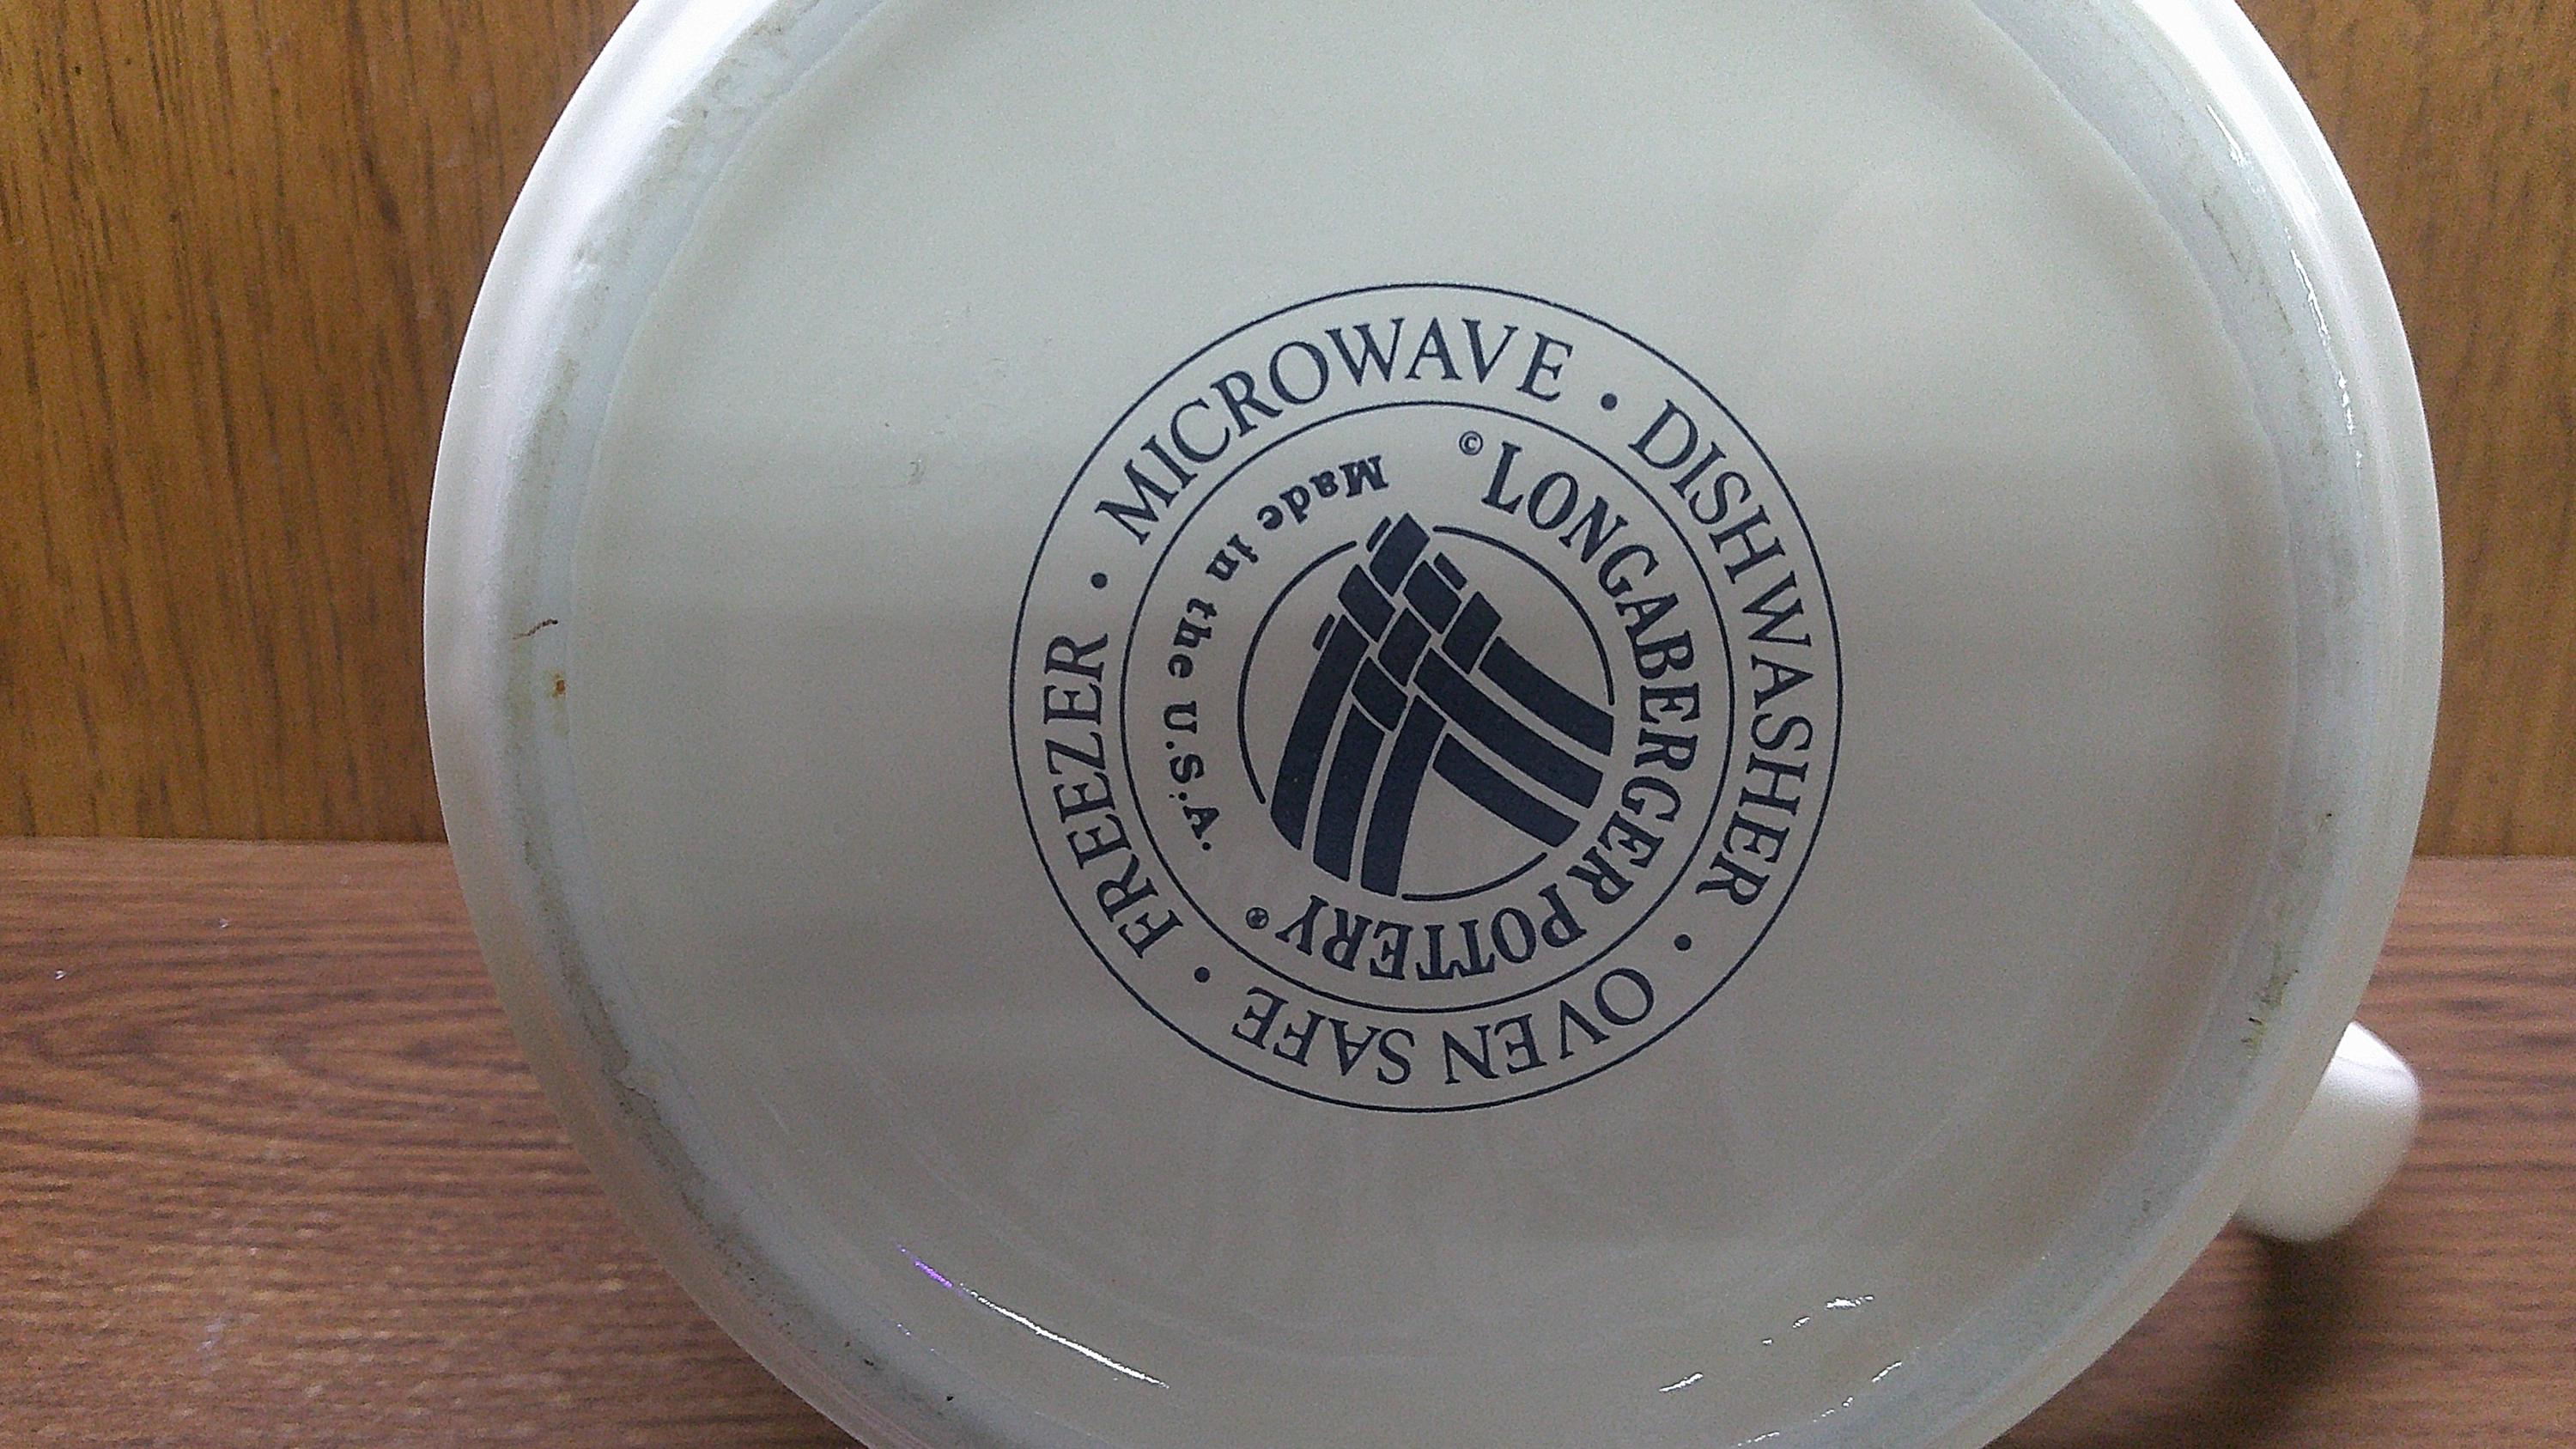 MICROWAVE • DISHWASHER • OVEN SAFE • FREEZER •
© LONGABERGER POTTERY®
Made in the U.S.A.